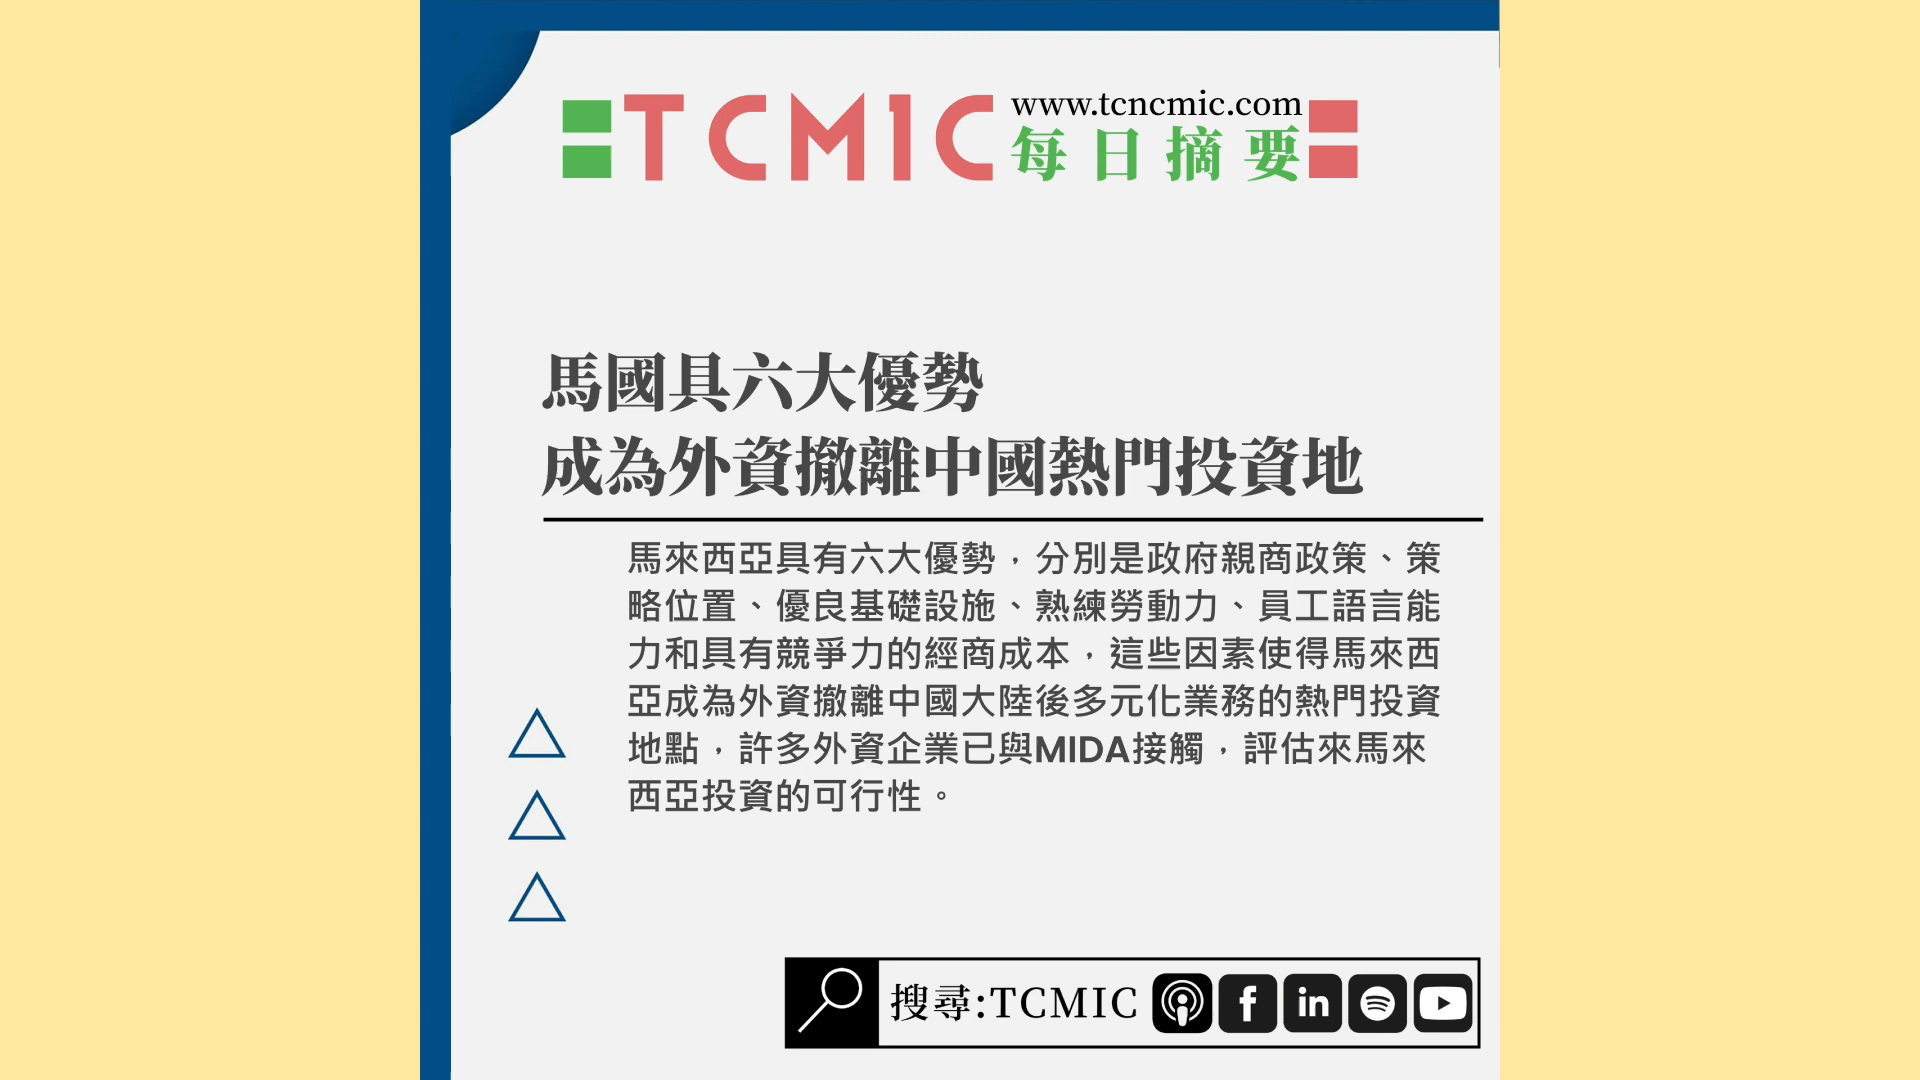 TCMIC
www.tcncmic.com
每日摘要
馬國具六大優勢
成為外資撤離中國熱門投資地
馬來西亞具有六大優勢，分別是政府親商政策、策
略位置、優良基礎設施、熟練勞動力、員工語言能
力和具有競爭力的經商成本，這些因素使得馬來西
亞成為外資撤離中國大陸後多元化業務的熱門投資
地點，許多外資企業已與MIDA接觸，評估來馬來
西亞投資的可行性。
搜尋:TCMIC